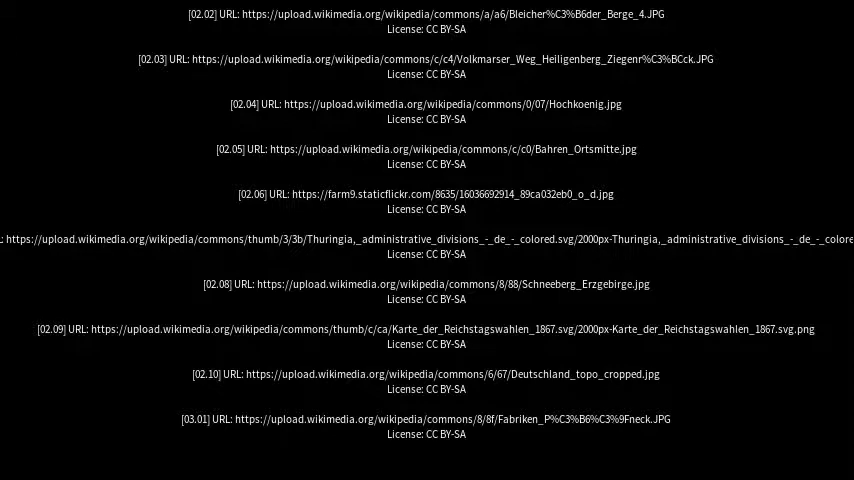 [02.02] URL: https://upload.wikimedia.org/wikipedia/commons/a/a6/Bleicher%C3%B6der_Berge_4.JPG
License: CC BY-SA
[02.03] URL: https://upload.wikimedia.org/wikipedia/commons/c/c4/Volkmarser_Weg_Heiligenberg_Ziegenr%C3%BCck.JPG
License: CC BY-SA
[02.04] URL: https://upload.wikimedia.org/wikipedia/commons/0/07/Hochkoenig.jpg
License: CC BY-SA
[02.05] URL: https://upload.wikimedia.org/wikipedia/commons/c/c0/Bahren_Ortsmitte.jpg
License: CC BY-SA
[02.06] URL: https://farm9.staticflickr.com/8635/16036692914_89ca032eb0_o_d.jpg
License: CC BY-SA
: https://upload.wikimedia.org/wikipedia/commons/thumb/3/3b/Thuringia,_administrative_divisions_-_de_-_colored.svg/2000px-Thuringia,_administrative_divisions_-_de_-_colore
License: CC BY-SA
[02.08] URL: https://upload.wikimedia.org/wikipedia/commons/8/88/Schneeberg_Erzgebirge.jpg
License: CC BY-SA
[02.09] URL: https://upload.wikimedia.org/wikipedia/commons/thumb/c/ca/Karte_der_Reichstagswahlen_1867.svg/2000px-Karte_der_Reichstagswahlen_1867.svg.png
License: CC BY-SA
[02.10] URL: https://upload.wikimedia.org/wikipedia/commons/6/67/Deutschland_topo_cropped.jpg
License: CC BY-SA
[03.01] URL: https://upload.wikimedia.org/wikipedia/commons/8/8f/Fabriken_P%C3%B6%C3%9Fneck.JPG
License: CC BY-SA